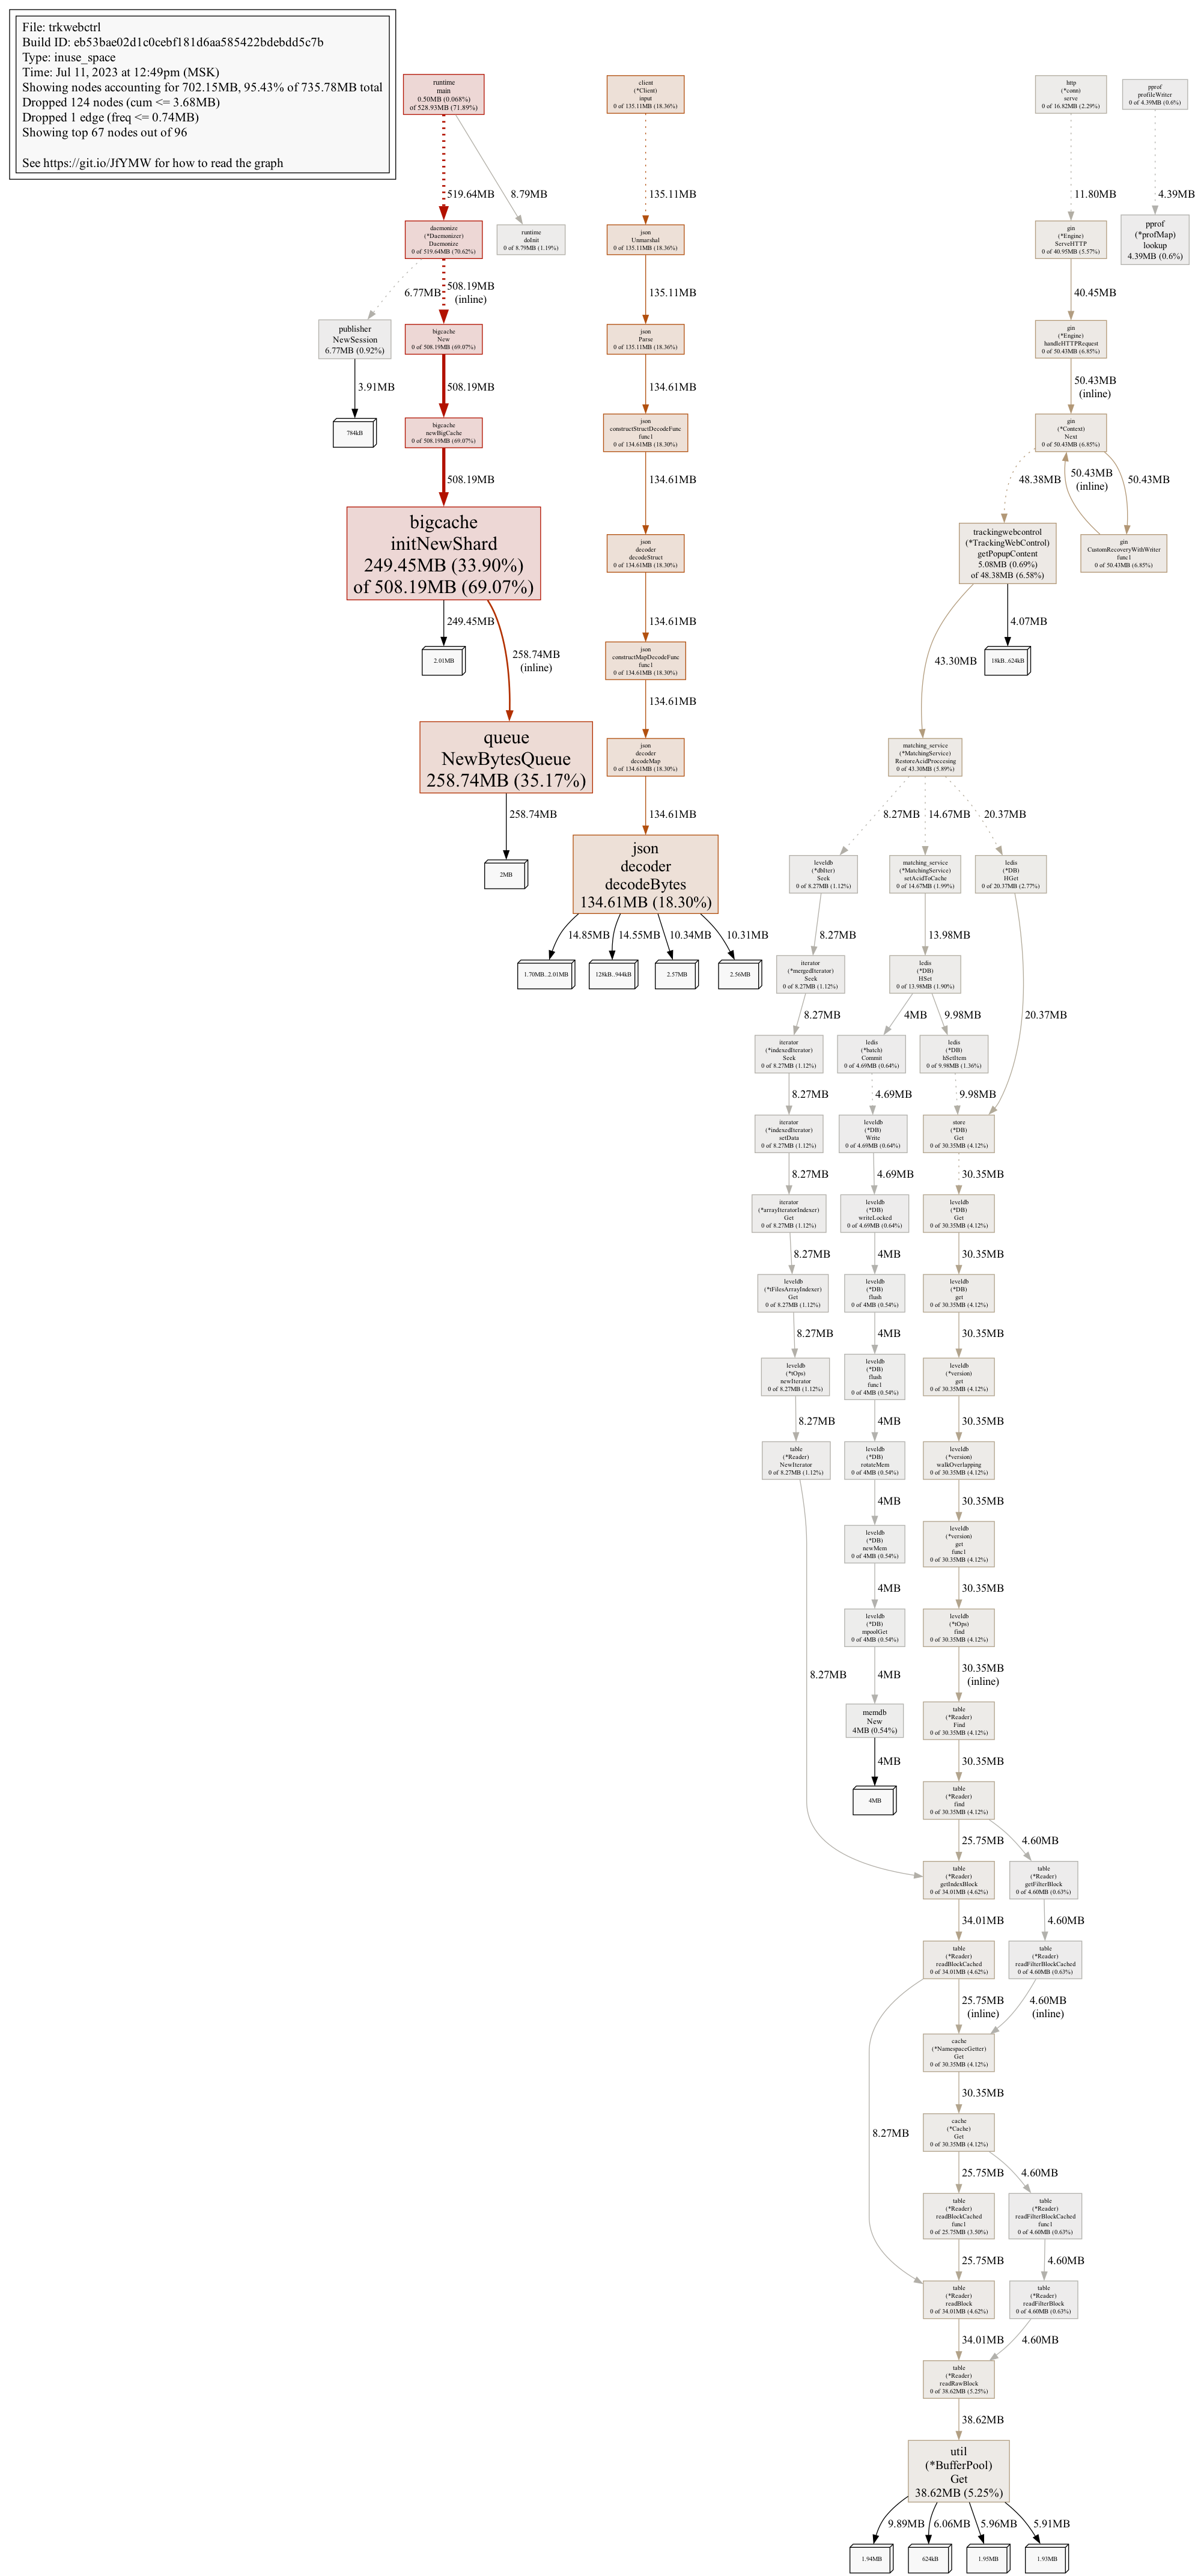 File: trkwebctrl
Build ID: eb53bae02d1c0cebf181d6aa585422bdebdd5c7b
Type: inuse_space
Time: Jul 11, 2023 at 12:49pm (MSK)
Showing nodes accounting for 702.15MB, 95.43% of 735.78MB total
Dropped 124 nodes (cum <= 3.68MB)
Dropped 1 edge (freq <= 0.74MB)
Showing top 67 nodes out of 96
See https://git.io/JfYMW for how to read the graph
runtime
main
0.50MB (0.068%)
of 528.93MB (71.89%)
519.64MB
8.79MB
daemonize
(*Daemonizer)
Daemonize
0 of 519.64MB (70.62%)
runtime
doInit
0 of 8.79MB (1.19%)
6.77MB
508.19MB
(inline)
publisher
NewSession
6.77MB (0.92%)
3.91MB
784kB
bigcache
New
0 of 508.19MB (69.07%)
508.19MB
bigcache
newBigCache
0 of 508.19MB (69.07%)
508.19MB
bigcache
initNewShard
249.45MB (33.90%)
of 508.19MB (69.07%)
249.45MB
2.01MB
258.74MB
(inline)
queue
NewBytesQueue
258.74MB (35.17%)
258.74MB
2MB
client
(*Client)
input
0 of 135.11MB (18.36%)
135.11MB
json
Unmarshal
0 of 135.11MB (18.36%)
135.11MB
json
Parse
0 of 135.11MB (18.36%)
134.61MB
json
constructStructDecodeFunc
func1
0 of 134.61MB (18.30%)
134.61MB
json
decoder
decodeStruct
0 of 134.61MB (18.30%)
134.61MB
json
constructMapDecodeFunc
func1
0 of 134.61MB (18.30%)
134.61MB
json
decoder
decodeMap
0 of 134.61MB (18.30%)
134.61MB
json
decoder
decodeBytes
134.61MB (18.30%)
14.85MB
14.55MB
10.34MB
10.31MB
1.70MB..2.01MB
128kB..944kB
2.57MB
2.56MB
http
(*conn)
serve
0 of 16.82MB (2.29%)
11.80MB
pprof
profileWriter
0 of 4.39MB (0.6%)
4.39MB
pprof
(*profMap)
lookup
4.39MB (0.6%)
gin
(*Engine)
ServeHTTP
0 of 40.95MB (5.57%)
40.45MB
gin
(*Engine)
handleHTTPRequest
0 of 50.43MB (6.85%)
50.43MB
(inline)
gin
(*Context)
Next
0 of 50.43MB (6.85%)
48.38MB
50.43MB
(inline)
50.43MB
gin
CustomRecoveryWithWriter
func1
0 of 50.43MB (6.85%)
trackingwebcontrol
(*TrackingWebControl)
getPopupContent
5.08MB (0.69%)
of 48.38MB (6.58%)
43.30MB
4.07MB
18kB..624kB
matching_service
(*MatchingService)
RestoreAcidProccesing
0 of 43.30MB (5.89%)
8.27MB
14.67MB
20.37MB
leveldb
(*dbIter)
Seek
0 of 8.27MB (1.12%)
matching_service
(*MatchingService)
setAcidToCache
0 of 14.67MB (1.99%)
ledis
(*DB)
HGet
0 of 20.37MB (2.77%)
8.27MB
13.98MB
20.37MB
iterator
(*mergedIterator)
Seek
0 of 8.27MB (1.12%)
ledis
(*DB)
HSet
0 of 13.98MB (1.90%)
8.27MB
4MB
9.98MB
iterator
(*indexedIterator)
Seek
0 of 8.27MB (1.12%)
ledis
(*batch)
Commit
0 of 4.69MB (0.64%)
ledis
(*DB)
hSetItem
0 of 9.98MB (1.36%)
8.27MB
4.69MB
9.98MB
iterator
(*indexedIterator)
setData
0 of 8.27MB (1.12%)
leveldb
(*DB)
Write
0 of 4.69MB (0.64%)
store
(*DB)
Get
0 of 30.35MB (4.12%)
8.27MB
4.69MB
30.35MB
iterator
(*arrayIteratorIndexer)
Get
0 of 8.27MB (1.12%)
leveldb
(*DB)
writeLocked
0 of 4.69MB (0.64%)
leveldb
(*DB)
Get
0 of 30.35MB (4.12%)
8.27MB
4MB
30.35MB
leveldb
(*tFilesArrayIndexer)
Get
0 of 8.27MB (1.12%)
leveldb
(*DB)
flush
0 of 4MB (0.54%)
leveldb
(*DB)
get
0 of 30.35MB (4.12%)
8.27MB
4MB
30.35MB
leveldb
(*tOps)
newIterator
0 of 8.27MB (1.12%)
leveldb
(*DB)
flush
func1
0 of 4MB (0.54%)
leveldb
(*version)
get
0 of 30.35MB (4.12%)
8.27MB
4MB
30.35MB
table
(*Reader)
NewIterator
0 of 8.27MB (1.12%)
leveldb
(*DB)
rotateMem
0 of 4MB (0.54%)
leveldb
(*version)
walkOverlapping
0 of 30.35MB (4.12%)
4MB
30.35MB
leveldb
(*DB)
newMem
0 of 4MB (0.54%)
leveldb
(*version)
get
func1
0 of 30.35MB (4.12%)
4MB
30.35MB
leveldb
(*DB)
mpoolGet
0 of 4MB (0.54%)
leveldb
(*tOps)
find
0 of 30.35MB (4.12%)
8.27MB
4MB
30.35MB
(inline)
memdb
New
4MB (0.54%)
table
(*Reader)
Find
0 of 30.35MB (4.12%)
4MB
30.35MB
4MB
table
(*Reader)
find
0 of 30.35MB (4.12%)
25.75MB
4.60MB
table
(*Reader)
getIndexBlock
0 of 34.01MB (4.62%)
table
(*Reader)
getFilterBlock
0 of 4.60MB (0.63%)
34.01MB
4.60MB
table
(*Reader)
readBlockCached
0 of 34.01MB (4.62%)
table
(*Reader)
readFilterBlockCached
0 of 4.60MB (0.63%)
25.75MB
(inline)
4.60MB
(inline)
cache
(*NamespaceGetter)
Get
0 of 30.35MB (4.12%)
30.35MB
8.27MB
cache
(*Cache)
Get
0 of 30.35MB (4.12%)
25.75MB
4.60MB
table
(*Reader)
readBlockCached
func1
0 of 25.75MB (3.50%)
table
(*Reader)
readFilterBlockCached
func1
0 of 4.60MB (0.63%)
25.75MB
4.60MB
table
(*Reader)
readBlock
0 of 34.01MB (4.62%)
table
(*Reader)
readFilterBlock
0 of 4.60MB (0.63%)
34.01MB
4.60MB
table
(*Reader)
readRawBlock
0 of 38.62MB (5.25%)
38.62MB
util
(*BufferPool)
Get
38.62MB (5.25%)
9.89MB
6.06MB
5.96MB
5.91MB
1.94MB
624kB
1.95MB
1.93MB